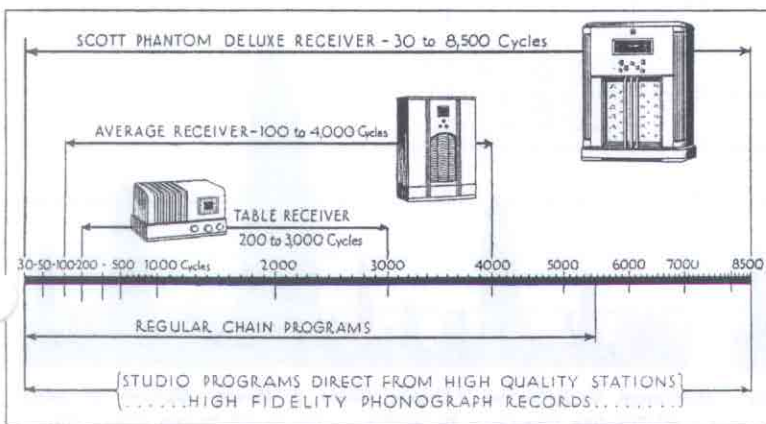 SCOTT PHANTOM DELUXE RECEIVER - 30 to 8,500 Cycles
AVERAGE RECEIVER-100 to 4,000 Cycles
TABLE RECEIVER
200 to 3,000 Cycles
30-50-100-200 - 500 1000 Cycles 2000 3000 4000 5000 6000 7000 8500
REGULAR CHAIN PROGRAMS
{STUDIO PROGRAMS DIRECT FROM HIGH QUALITY STATIONS}
{......HIGH FIDELITY PHONOGRAPH RECORDS........}